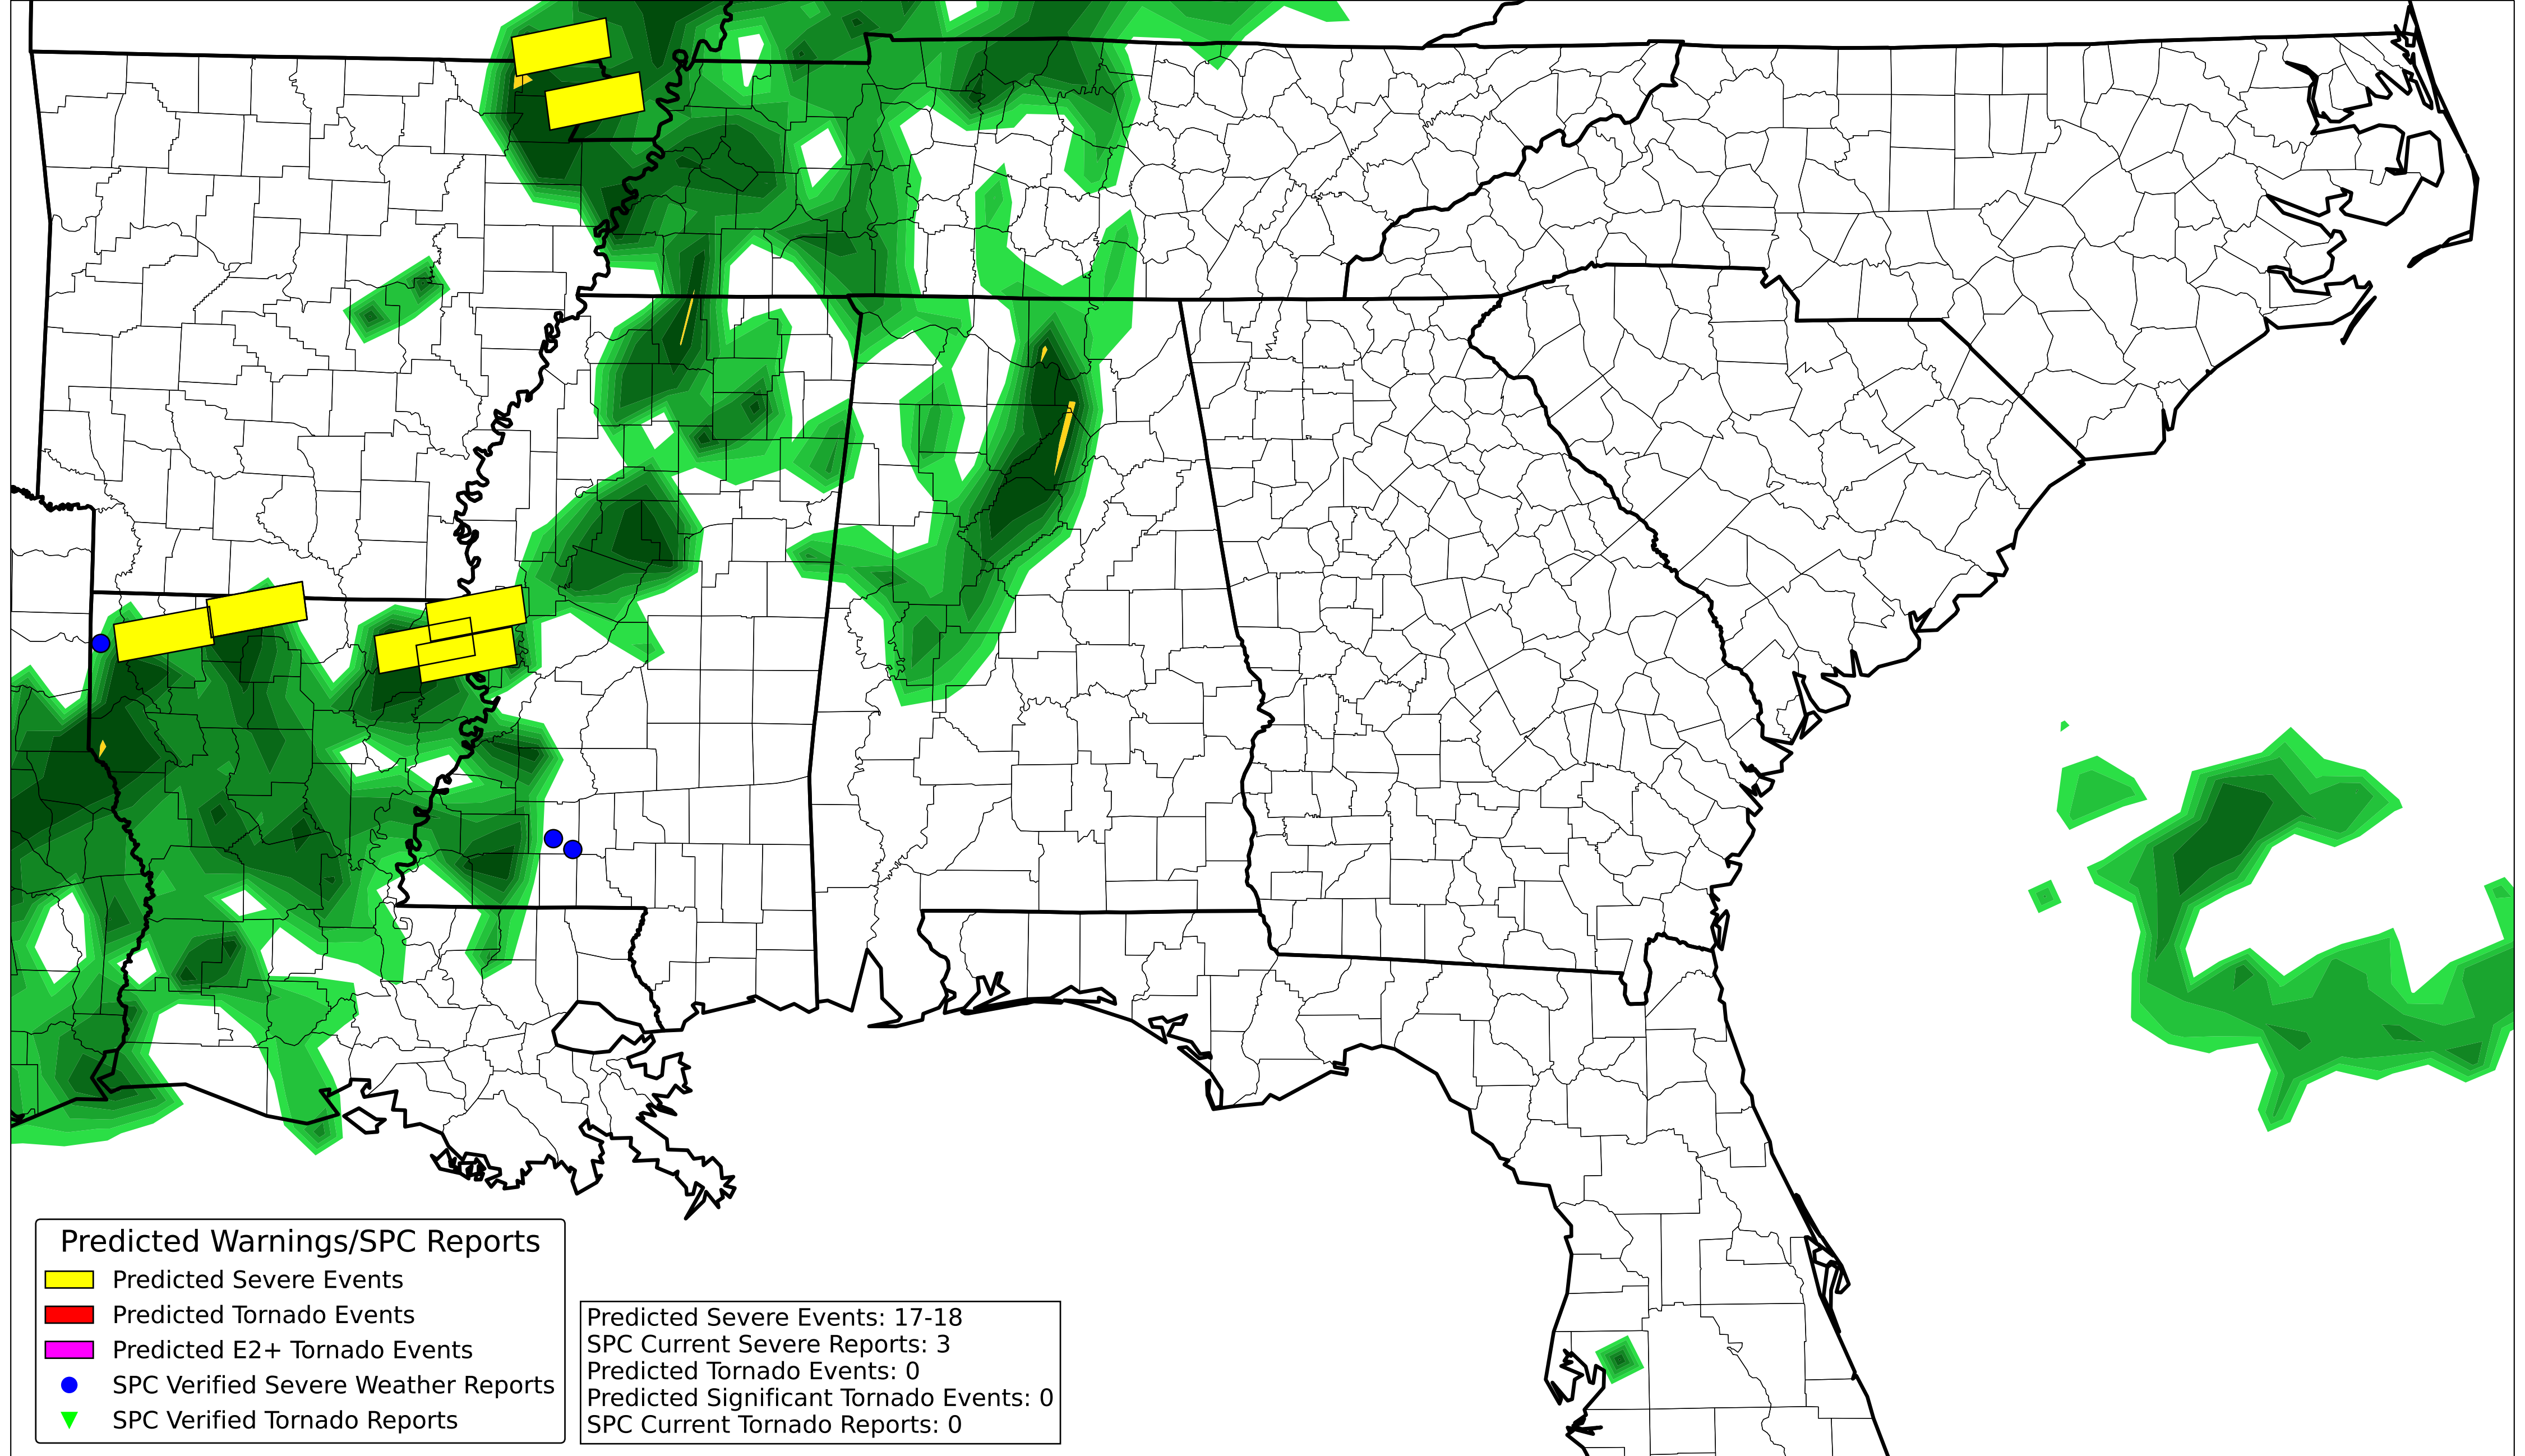 Predicted Warnings/SPC Reports
Predicted Severe Events
Predicted Tornado Events
Predicted E2+ Tornado Events
SPC Verified Severe Weather Reports
SPC Verified Tornado Reports
Predicted Severe Events: 17-18
SPC Current Severe Reports: 3
Predicted Tornado Events: 0
Predicted Significant Tornado Events: 0
SPC Current Tornado Reports: 0